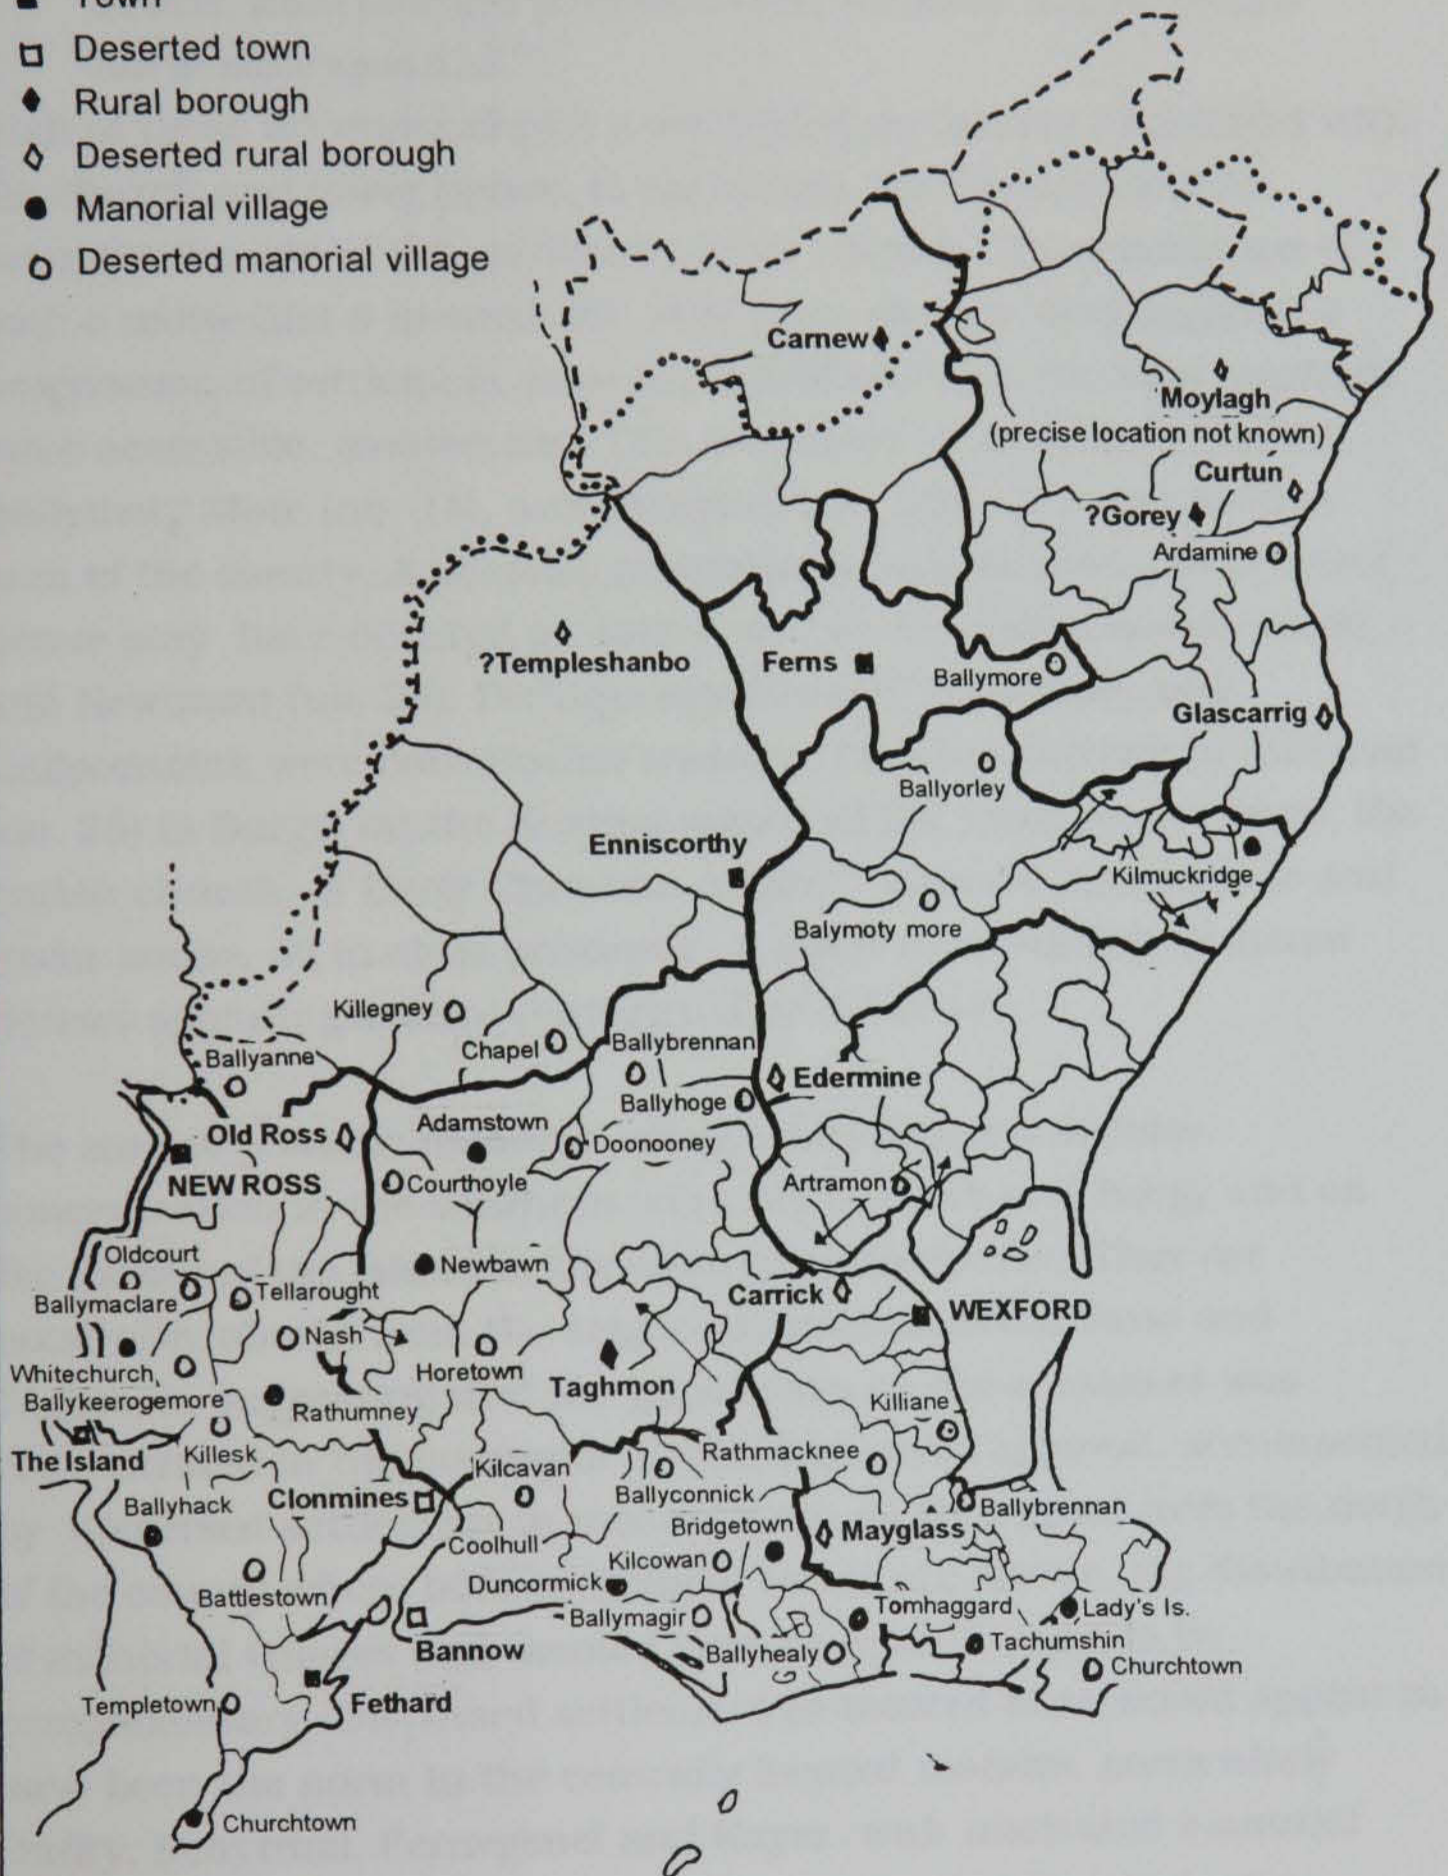 Town
Deserted town
Rural borough
Deserted rural borough
Manorial village
Deserted manorial village
Carnew
Moylagh
(precise location not known)
Curtun
?Gorey
Ardamine
?Templeshanbo
Ferns
Ballymore
Glascarrig
Ballyorley
Enniscorthy
Kilmuckridge
Balymoty more
Killegney
Chapel
Ballybrennan
Ballyanne
Edermine
Ballyhoge
Adamstown
Old Ross
Doonooney
NEW ROSS
Courthoyle
Artramon
Oldcourt
Newbawn
Tellarought
Ballymaclare
Carrick
WEXFORD
Nash
Whitechurch
Horetown
Taghmon
Ballykeerogemore
Rathumney
Killiane
The Island
Killesk
Rathmacknee
Kilcavan
Ballyhack
Clonmines
Ballyconnick
Ballybrennan
Bridgetown
Mayglass
Coolhull
Kilcowan
Duncormick
Battlestown
Ballymagir
Tomhaggard
Lady's Is.
Bannow
Ballyhealy
Tachumshin
Churchtown
Templetown
Fethard
Churchtown